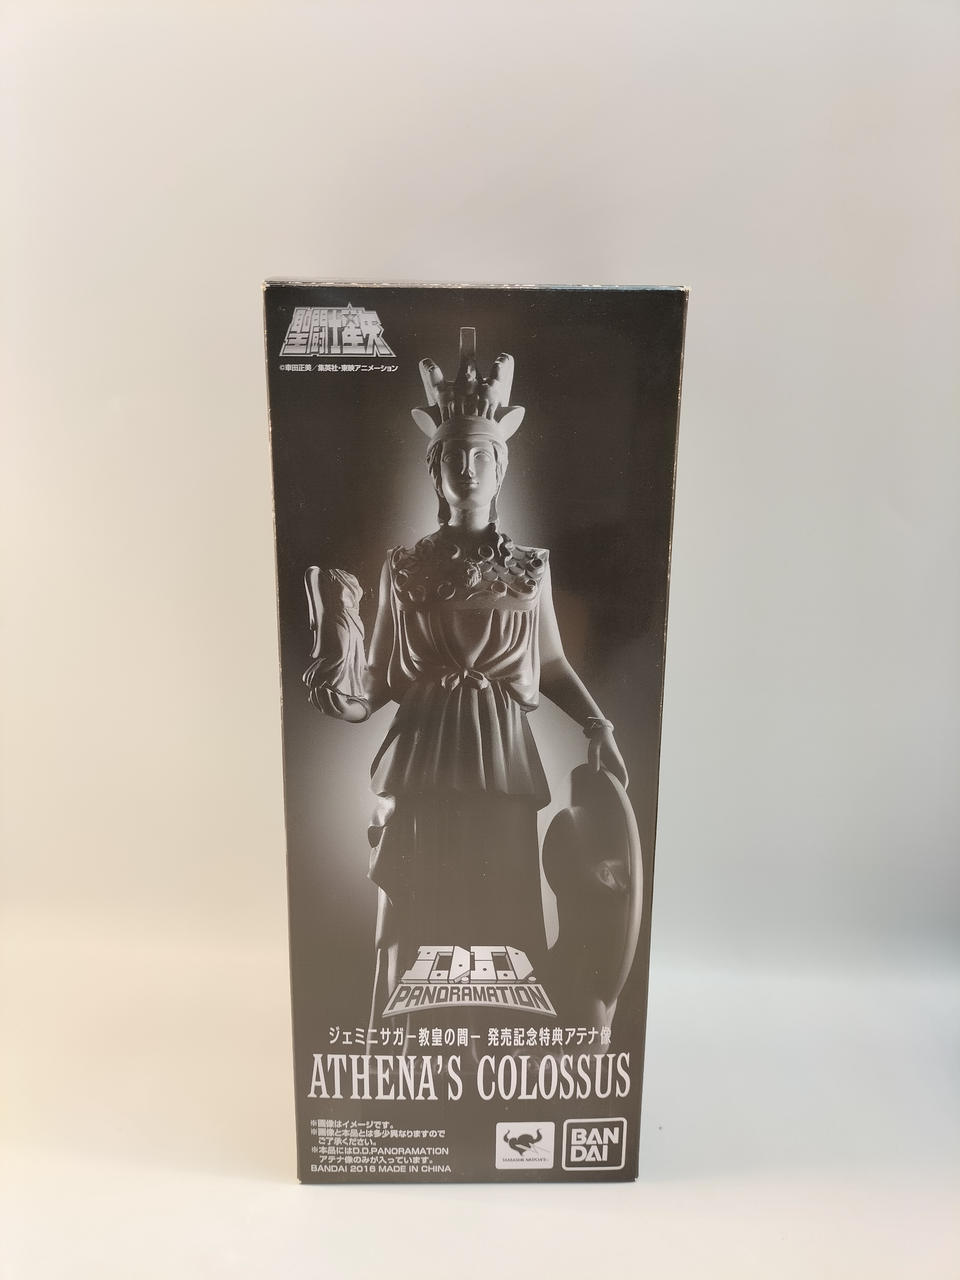 聖闘士星矢
©車田正美/集英社・東映アニメーション
D.D.
PANORAMATION
ジェミニサガ―教皇の間― 発売記念特典アテナ像
ATHENA'S COLOSSUS
※画像はイメージです。
※画像と本品とは多少異なりますので
ご了承ください。
※本品にはD.D.PANORAMATION
アテナ像のみが入っています。
BANDAI 2016 MADE IN CHINA
TAMASHII NATIONS
BAN
DAI